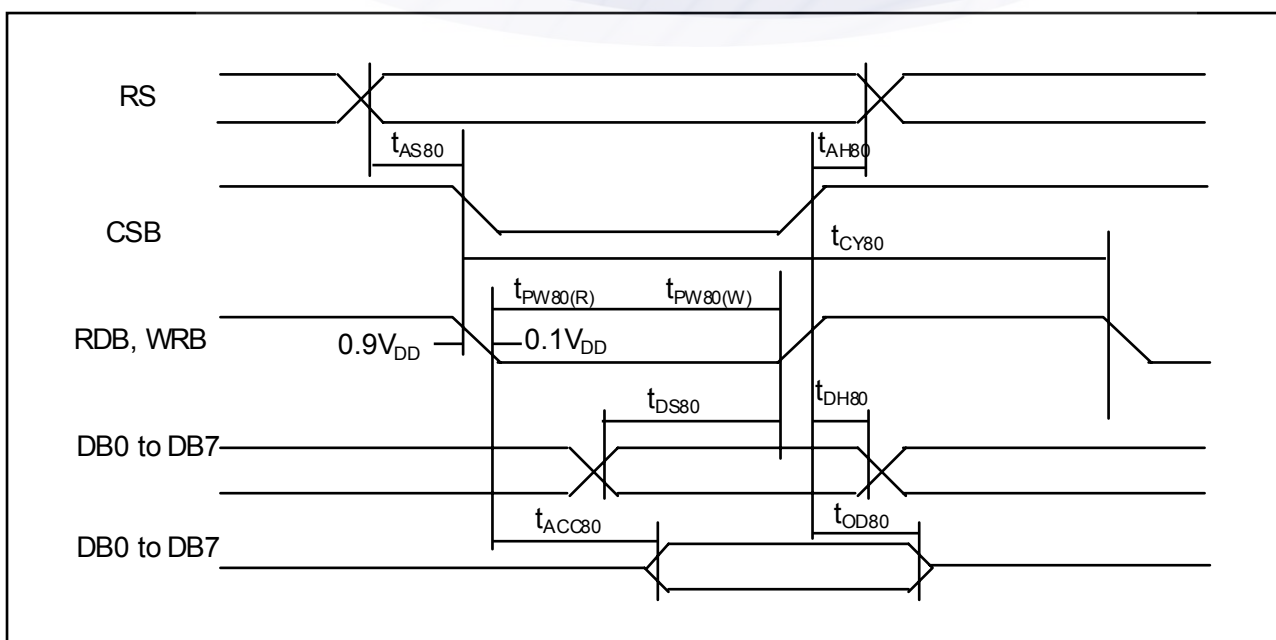 RS
tAS80
tAH80
CSB
tCY80
tPW80(R)
tPW80(W)
RDB, WRB
0.9VDD
0.1VDD
tDS80
tDH80
DB0 to DB7
tACC80
tOD80
DB0 to DB7